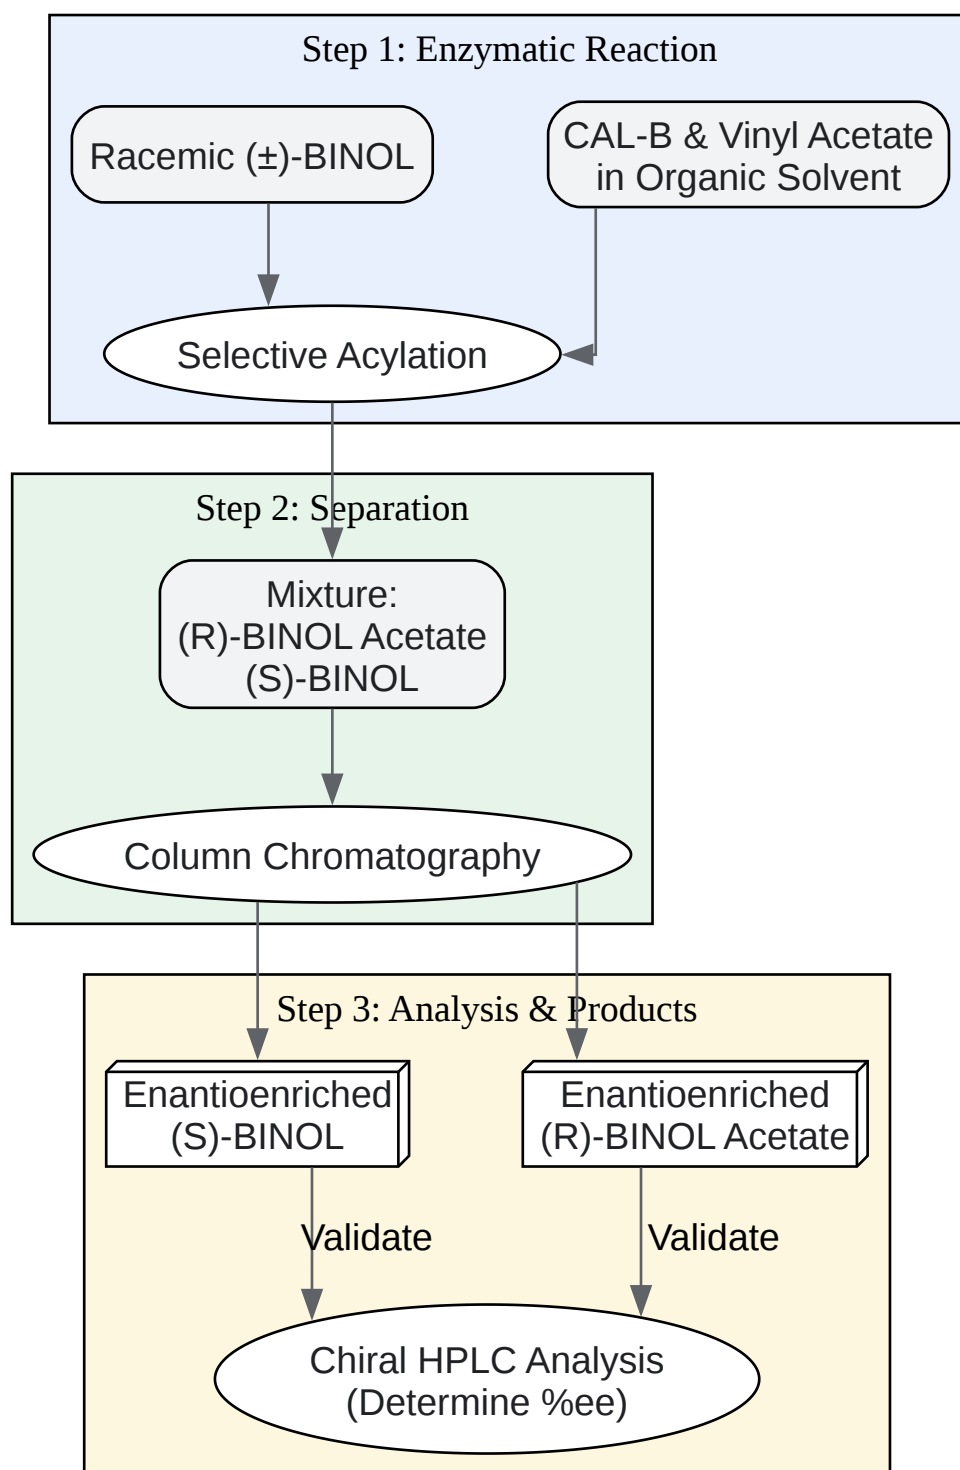 Step 1: Enzymatic Reaction
Racemic (±)-BINOL
CAL-B & Vinyl Acetate
in Organic Solvent
Selective Acylation
Step 2: Separation
Mixture:
(R)-BINOL Acetate
(S)-BINOL
Column Chromatography
Step 3: Analysis & Products
Enantioenriched
(S)-BINOL
Enantioenriched
(R)-BINOL Acetate
Validate
Validate
Chiral HPLC Analysis
(Determine %ee)